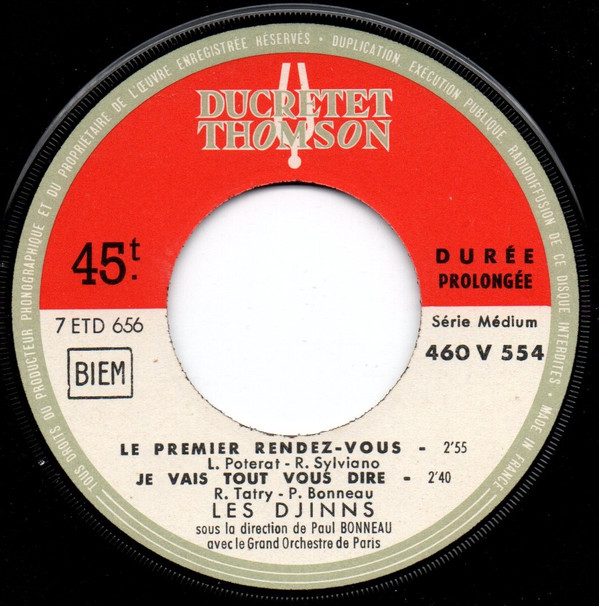 TOUS DROITS DU PRODUCTEUR PHONOGRAPHIQUE ET DU PROPRIÉTAIRE DE L'ŒUVRE ENREGISTRÉE RÉSERVÉS • DUPLICATION, EXÉCUTION PUBLIQUE, RADIODIFFUSION DE CE DISQUE INTERDITES • MADE IN FRANCE
DUCRETET
THOMSON
45t.
DURÉE
PROLONGÉE
7 ETD 656
Série Médium
BIEM
460 V 554
LE PREMIER RENDEZ-VOUS - 2'55
L. Poterat - R. Sylviano
JE VAIS TOUT VOUS DIRE - 2'40
R. Tatry - P. Bonneau
LES DJINNS
sous la direction de Paul BONNEAU
avec le Grand Orchestre de Paris